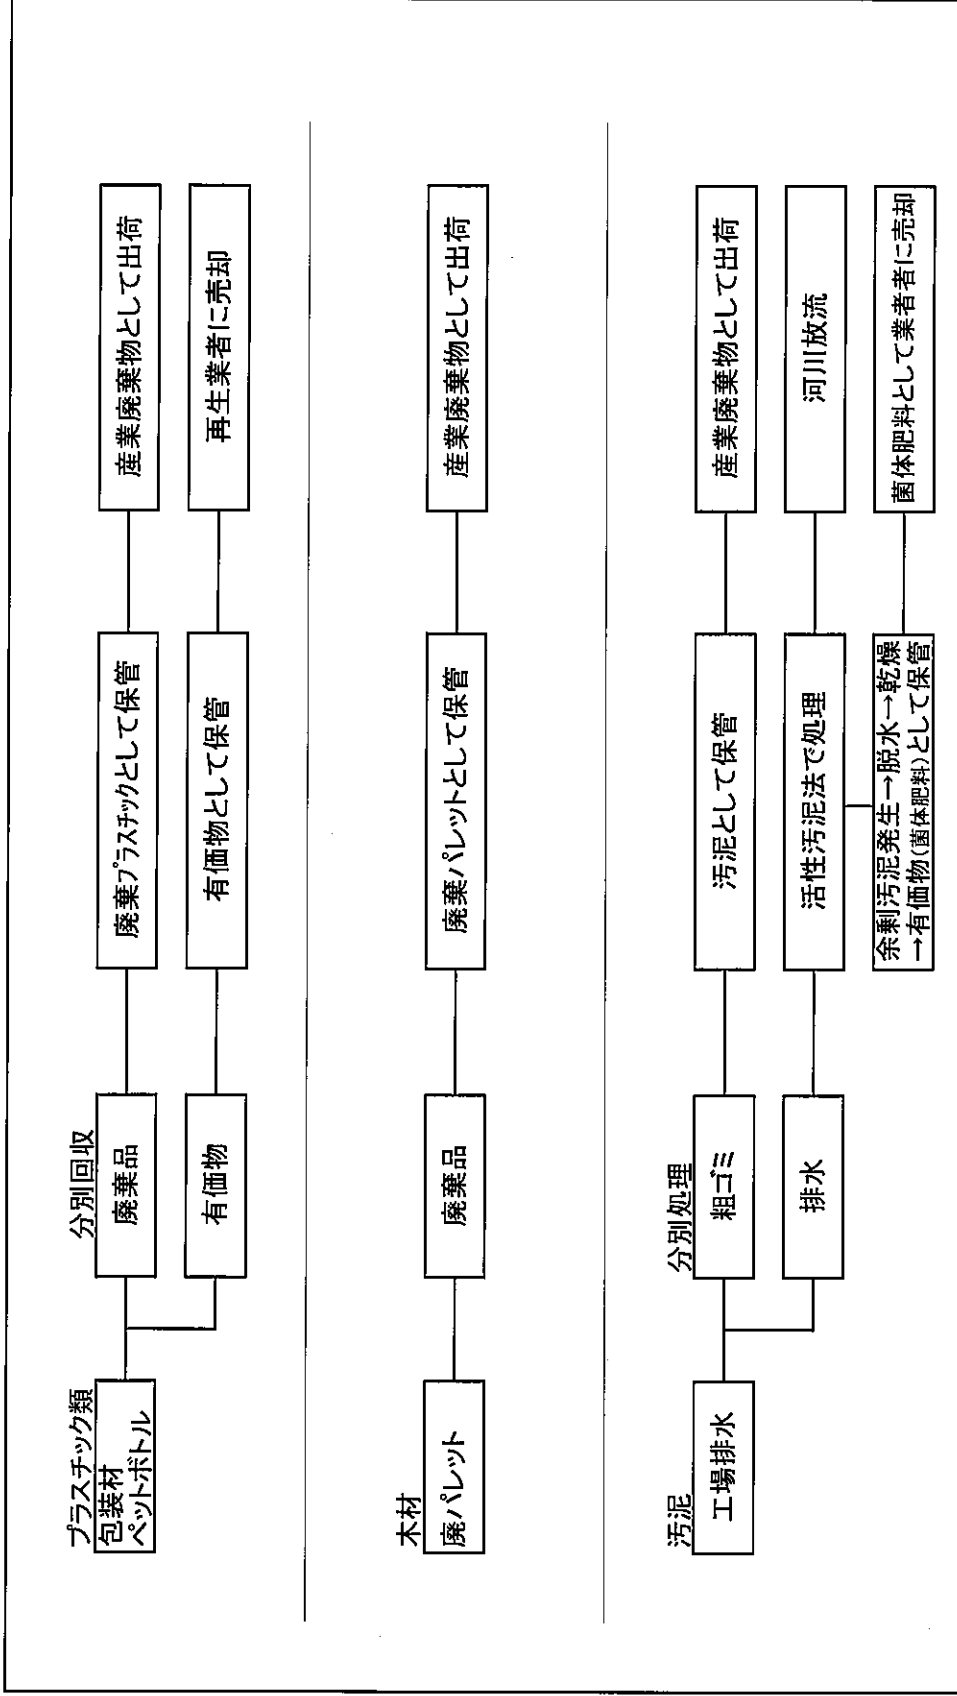 プラスチック類
包装材
ペットボトル
分別回収
廃棄品
廃棄プラスチックとして保管
産業廃棄物として出荷
有価物
有価物として保管
再生業者に売却
木材
廃パレット
廃棄品
廃棄パレットとして保管
産業廃棄物として出荷
汚泥
工場排水
分別処理
粗ゴミ
汚泥として保管
産業廃棄物として出荷
排水
活性汚泥法で処理
河川放流
余剰汚泥発生→脱水→乾燥
→有価物(菌体肥料)として保管
菌体肥料として業者に売却